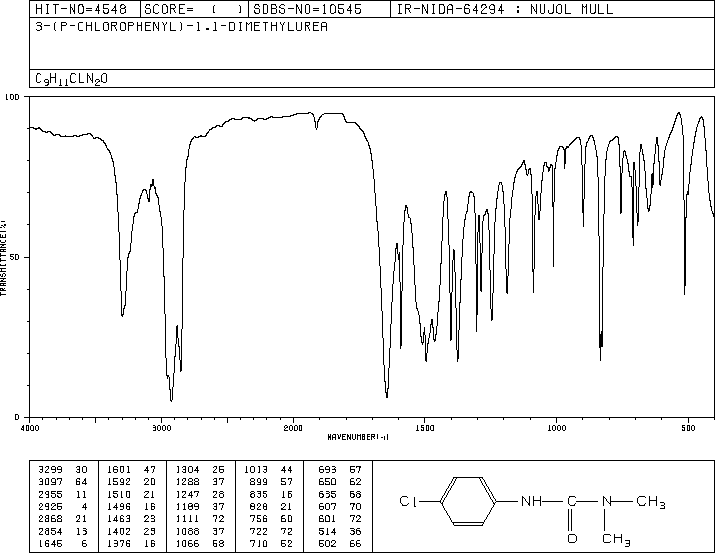 HIT-NO=4548 SCORE= ( ) SDBS-NO=10545 IR-NIDA-64294 : NUJOL MULL
3-(P-CHLOROPHENYL)-1,1-DIMETHYLUREA
C9H11CLN2O
100
50
0
TRANSMITTANCE(%)
4000 3000 2000 1500 1000 500
WAVENUMBER(-1)
3299 30 1601 47 1304 26 1013 44 693 57
3097 64 1592 20 1288 37 899 57 650 62
2955 11 1510 21 1247 28 835 16 635 68
2925 4 1496 16 1189 37 828 21 607 70
2868 21 1463 23 1111 72 756 60 601 72
2854 13 1402 23 1088 37 722 72 514 36
1646 6 1376 16 1066 58 710 52 502 66
Cl NH C N CH3
O CH3